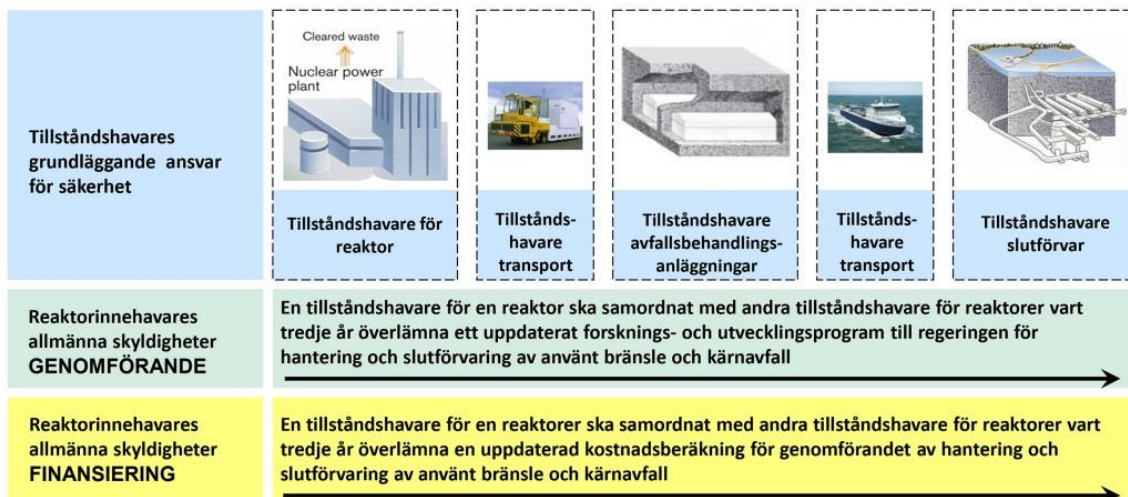 Cleared waste
Nuclear power
plant
Tillståndshavares
grundläggande ansvar
för säkerhet
Tillståndshavare för
reaktor
Tillstånds-
havare
transport
Tillståndshavare
avfallsbehandlings-
anläggningar
Tillstånds-
havare
transport
Tillståndshavare
slutförvar
Reaktorinnehavares
allmänna skyldigheter
GENOMFÖRANDE
En tillståndshavare för en reaktor ska samordnat med andra tillståndshavare för reaktorer vart
tredje år överlämna ett uppdaterat forsknings- och utvecklingsprogram till regeringen för
hantering och slutförvaring av använt bränsle och kärnavfall
Reaktorinnehavares
allmänna skyldigheter
FINANSIERING
En tillståndshavare för en reaktorer ska samordnat med andra tillståndshavare för reaktorer vart
tredje år överlämna en uppdaterad kostnadsberäkning för genomförandet av hantering och
slutförvaring av använt bränsle och kärnavfall